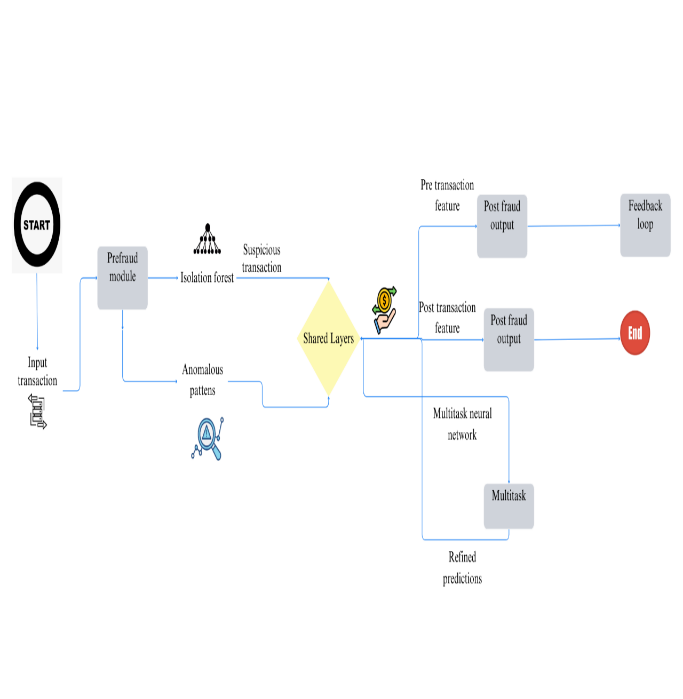 START
Input
transaction
Prefraud
module
Isolation forest
Suspicious
transaction
Anomalous
pattens
Shared Layers
Pre transaction
feature
Post fraud
output
Feedback
loop
Post transaction
feature
Post fraud
output
End
Multitask neural
network
Multitask
Refined
predictions